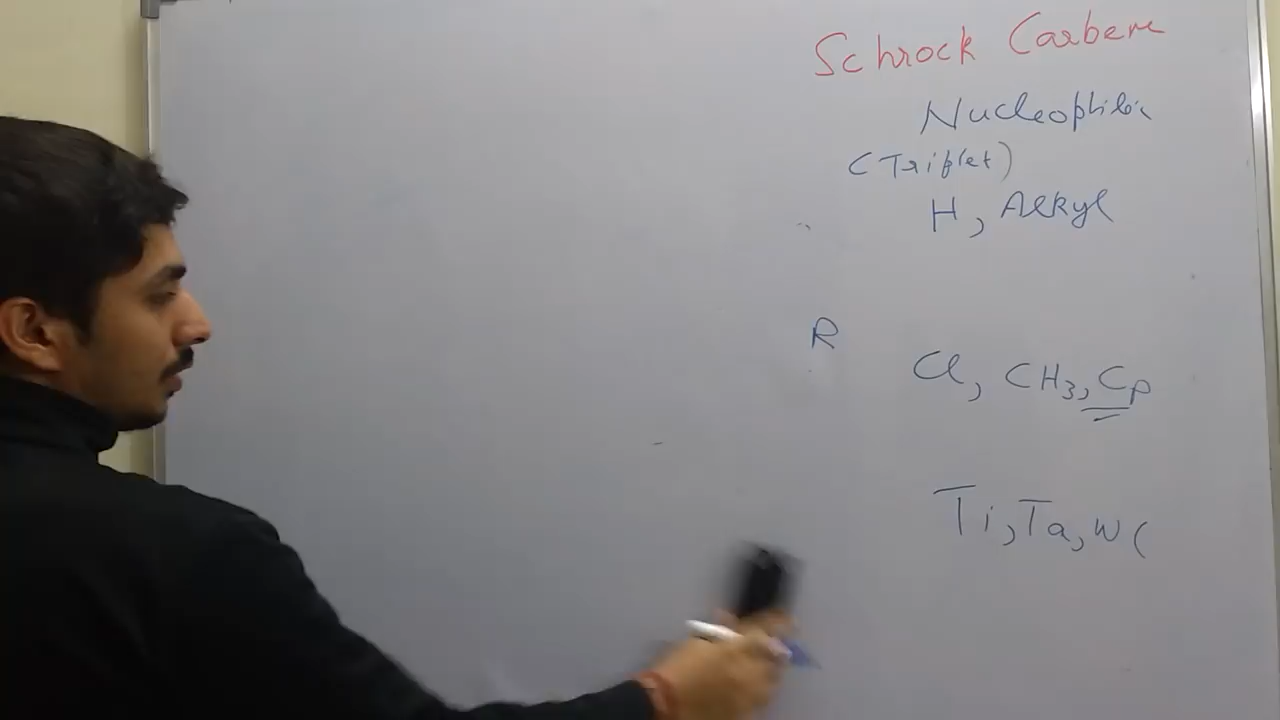 Schrock Carbene
Nucleophilic
(Triplet)
H, Alkyl
R
Cl, CH3, Cp
Ti, Ta, W(